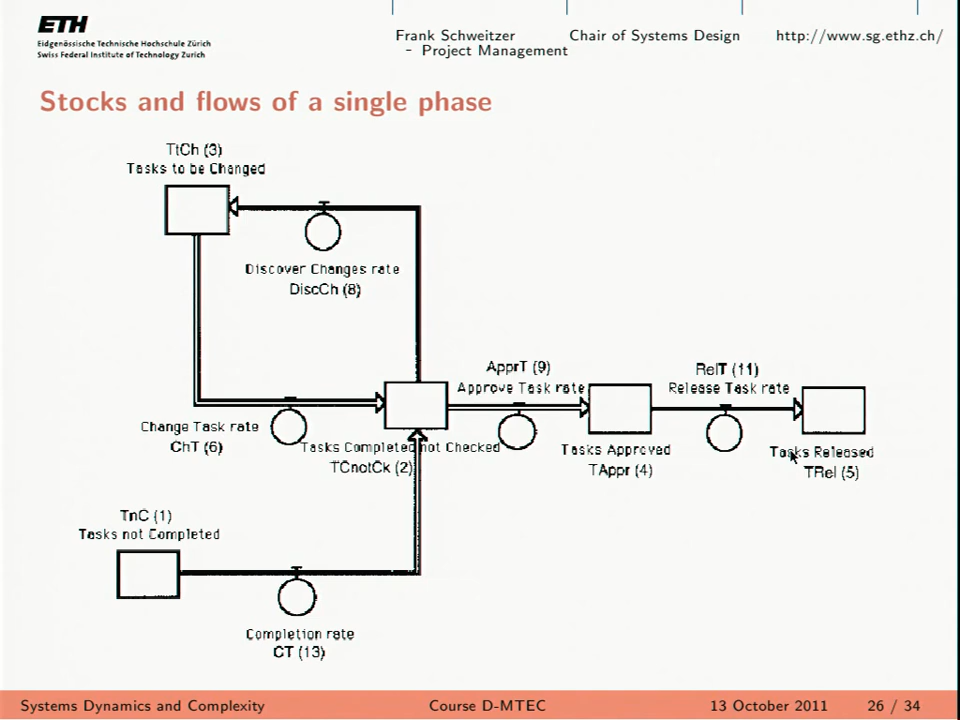 ETH
Eidgenössische Technische Hochschule Zürich
Swiss Federal Institute of Technology Zurich
Frank Schweitzer
- Project Management
Chair of Systems Design
http://www.sg.ethz.ch/
Stocks and flows of a single phase
TtCh (3)
Tasks to be Changed
Discover Changes rate
DiscCh (8)
ApprT (9)
Approve Task rate
RelT (11)
Release Task rate
Change Task rate
ChT (6)
Tasks Completed not Checked
TCnotCk (2)
Tasks Approved
TAppr (4)
Tasks Released
TRel (5)
TnC (1)
Tasks not Completed
Completion rate
CT (13)
Systems Dynamics and Complexity
Course D-MTEC
13 October 2011
26 / 34